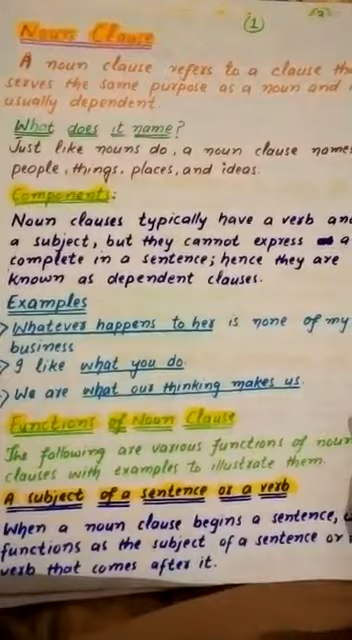 (1)
Noun Clause
A noun clause refers to a clause tha
serves the same purpose as a noun and i
usually dependent.
What does it name?
Just like nouns do, a noun clause names
people, things, places, and ideas.
Components:
Noun clauses typically have a verb and
a subject, but they cannot express a
complete in a sentence; hence they are
known as dependent clauses.
Examples
> Whatever happens to her is none of my
business
> I like what you do.
> We are what our thinking makes us.
Functions of Noun Clause
The following are various functions of noun
clauses with examples to illustrate them.
A subject of a sentence or a verb
When a noun clause begins a sentence,
functions as the subject of a sentence or
verb that comes after it.